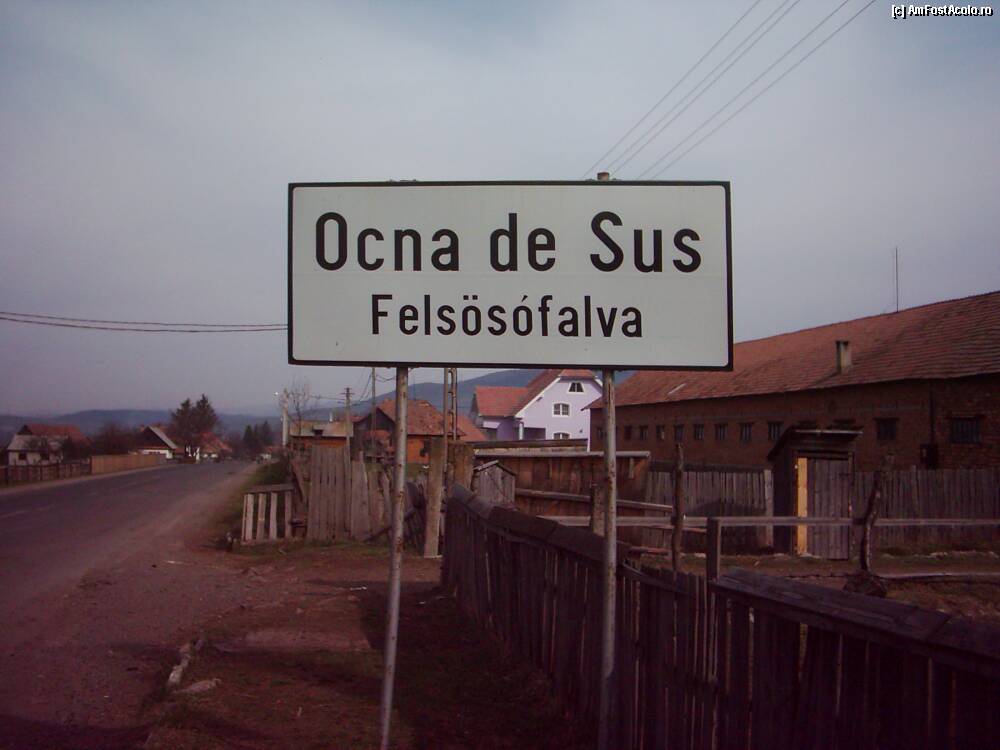 [c] AmFostAcolo.ro
Ocna de Sus
Felsösófalva